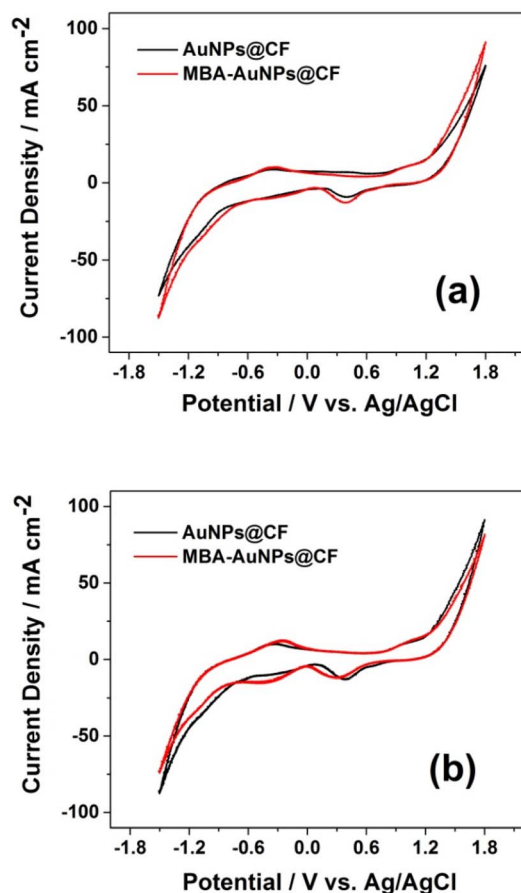 100
AuNPs@CF
MBA-AuNPs@CF
50
0
-50
-100
(a)
-1.8 -1.2 -0.6 0.0 0.6 1.2 1.8
Current Density / mA cm-2
Potential / V vs. Ag/AgCl
100
AuNPs@CF
MBA-AuNPs@CF
50
0
-50
-100
(b)
-1.8 -1.2 -0.6 0.0 0.6 1.2 1.8
Current Density / mA cm-2
Potential / V vs. Ag/AgCl